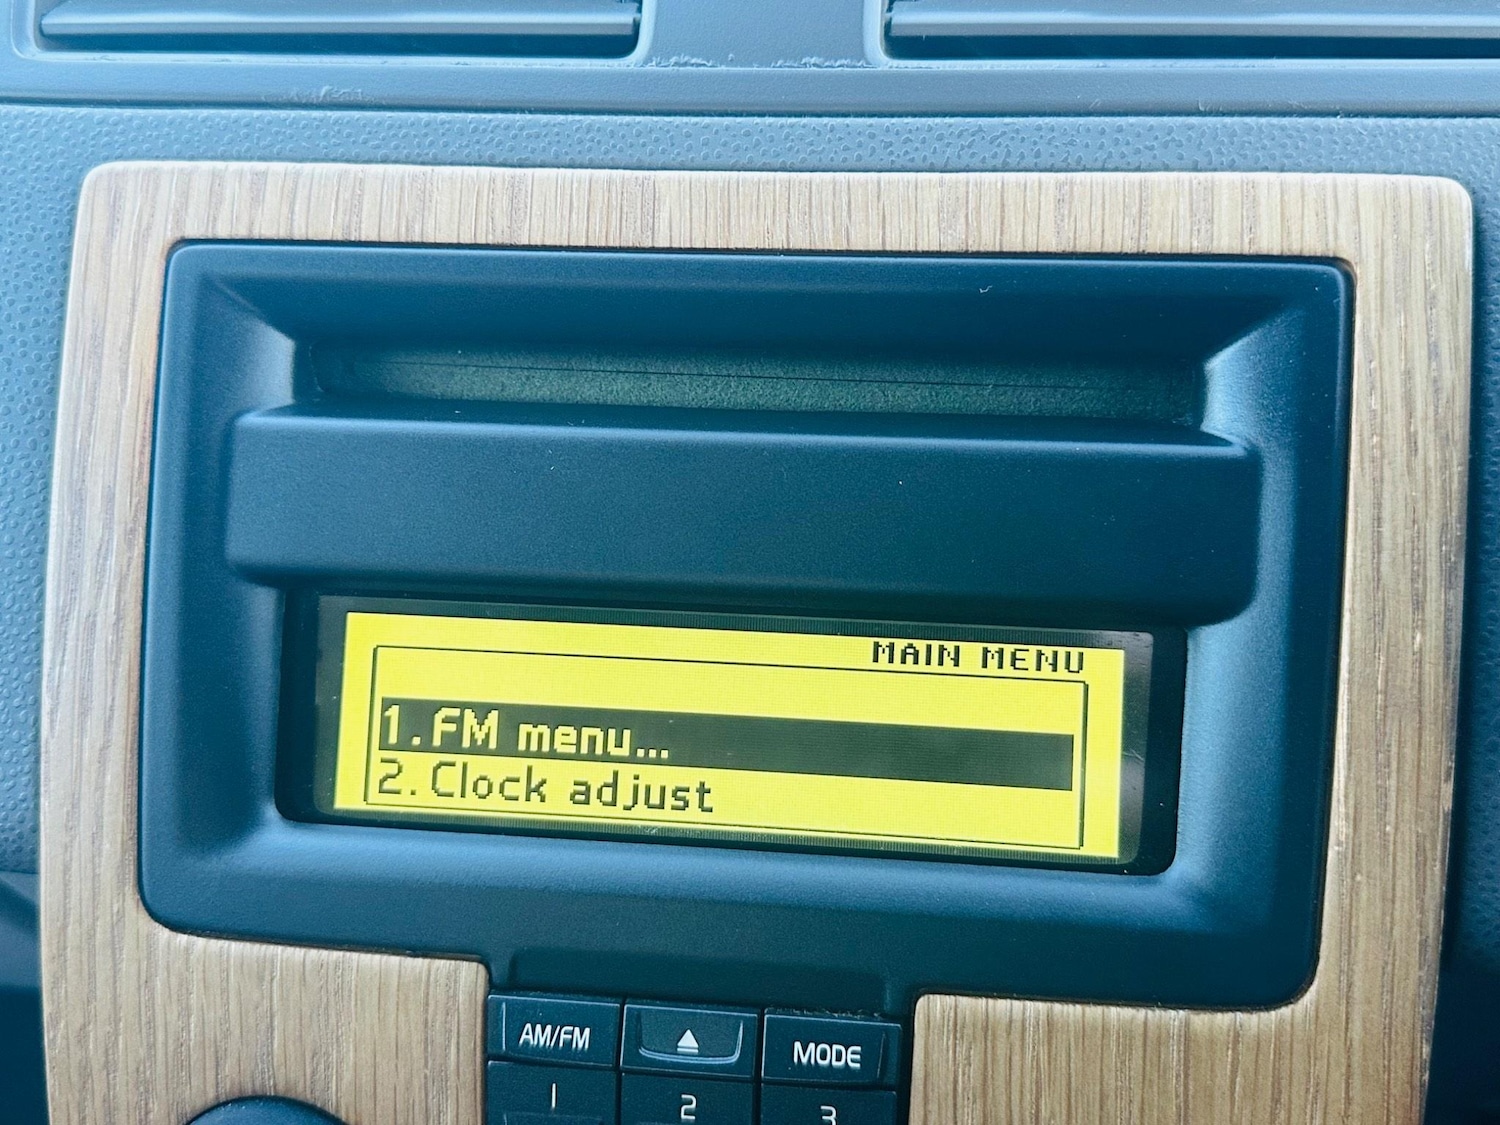 MAIN MENU
1. FM menu...
2. Clock adjust
AM/FM
MODE
1
2
3